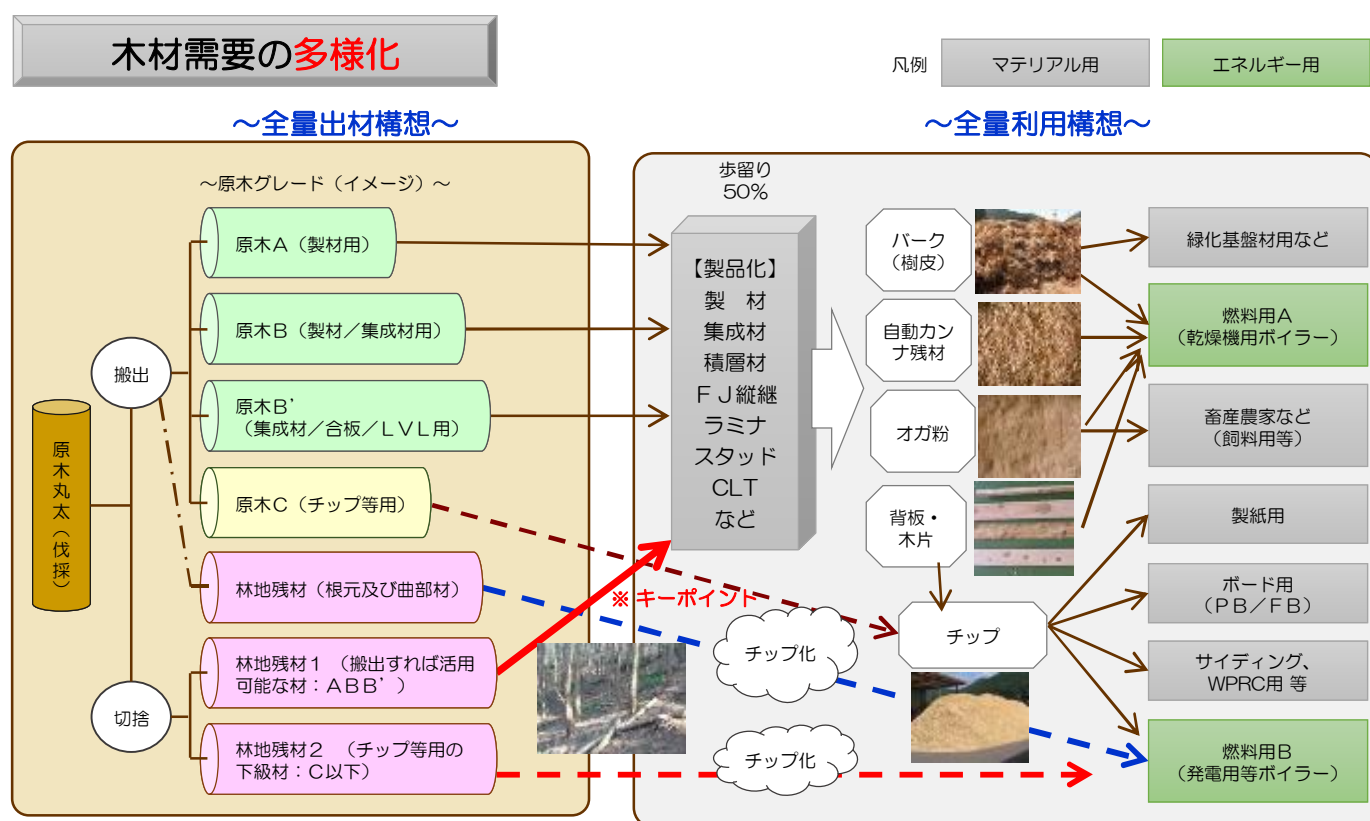 木材需要の多様化
凡例
マテリアル用
エネルギー用
～全量出材構想～
～全量利用構想～
～原木グレード（イメージ）～
原木Ａ（製材用）
原木Ｂ（製材／集成材用）
原木Ｂ’
（集成材／合板／ＬＶＬ用）
原木Ｃ（チップ等用）
林地残材（根元及び曲部材）
林地残材１（搬出すれば活用
可能な材：ＡＢＢ’）
林地残材２（チップ等用の
下級材：Ｃ以下）
搬出
切捨
原木丸太（伐採）
歩留り
50%
【製品化】
製　材
集成材
積層材
ＦＪ縦継
ラミナ
スタッド
CLT
など
※キーポイント
チップ化
チップ化
バーク
（樹皮）
自動カン
ナ残材
オガ粉
背板・
木片
チップ
緑化基盤材用など
燃料用Ａ
（乾燥機用ボイラー）
畜産農家など
（飼料用等）
製紙用
ボード用
（ＰＢ／ＦＢ）
サイディング、
WPRC用 等
燃料用Ｂ
（発電用等ボイラー）